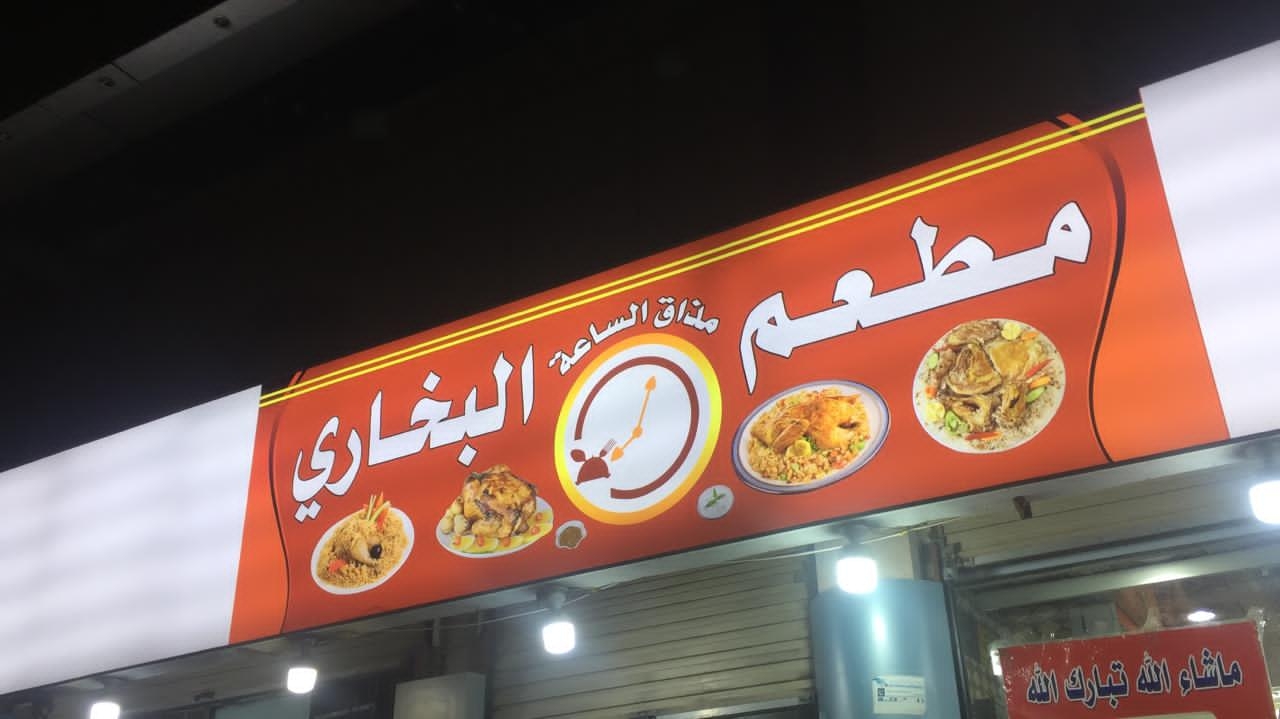 مطعم مذاق الساعة البخاري
ماشاء الله تبارك الله